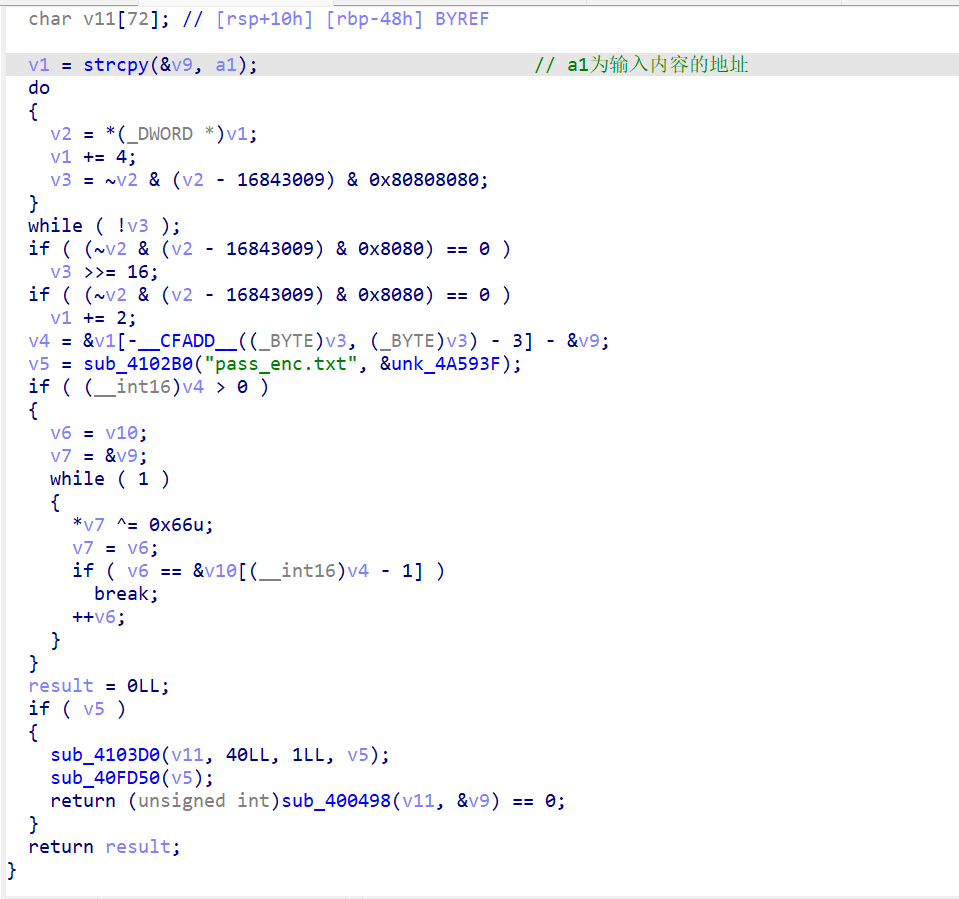 char v11[72]; // [rsp+10h] [rbp-48h] BYREF
v1 = strcpy(&v9, a1); // a1为输入内容的地址
do
{
v2 = *(_DWORD *)v1;
v1 += 4;
v3 = ~v2 & (v2 - 16843009) & 0x80808080;
}
while ( !v3 );
if ( (~v2 & (v2 - 16843009) & 0x8080) == 0 )
v3 >>= 16;
if ( (~v2 & (v2 - 16843009) & 0x8080) == 0 )
v1 += 2;
v4 = &v1[-__CFADD__((_BYTE)v3, (_BYTE)v3) - 3] - &v9;
v5 = sub_4102B0("pass_enc.txt", &unk_4A593F);
if ( (__int16)v4 > 0 )
{
v6 = v10;
v7 = &v9;
while ( 1 )
{
*v7 ^= 0x66u;
v7 = v6;
if ( v6 == &v10[(__int16)v4 - 1] )
break;
++v6;
}
}
result = 0LL;
if ( v5 )
{
sub_4103D0(v11, 40LL, 1LL, v5);
sub_40FD50(v5);
return (unsigned int)sub_400498(v11, &v9) == 0;
}
return result;
}